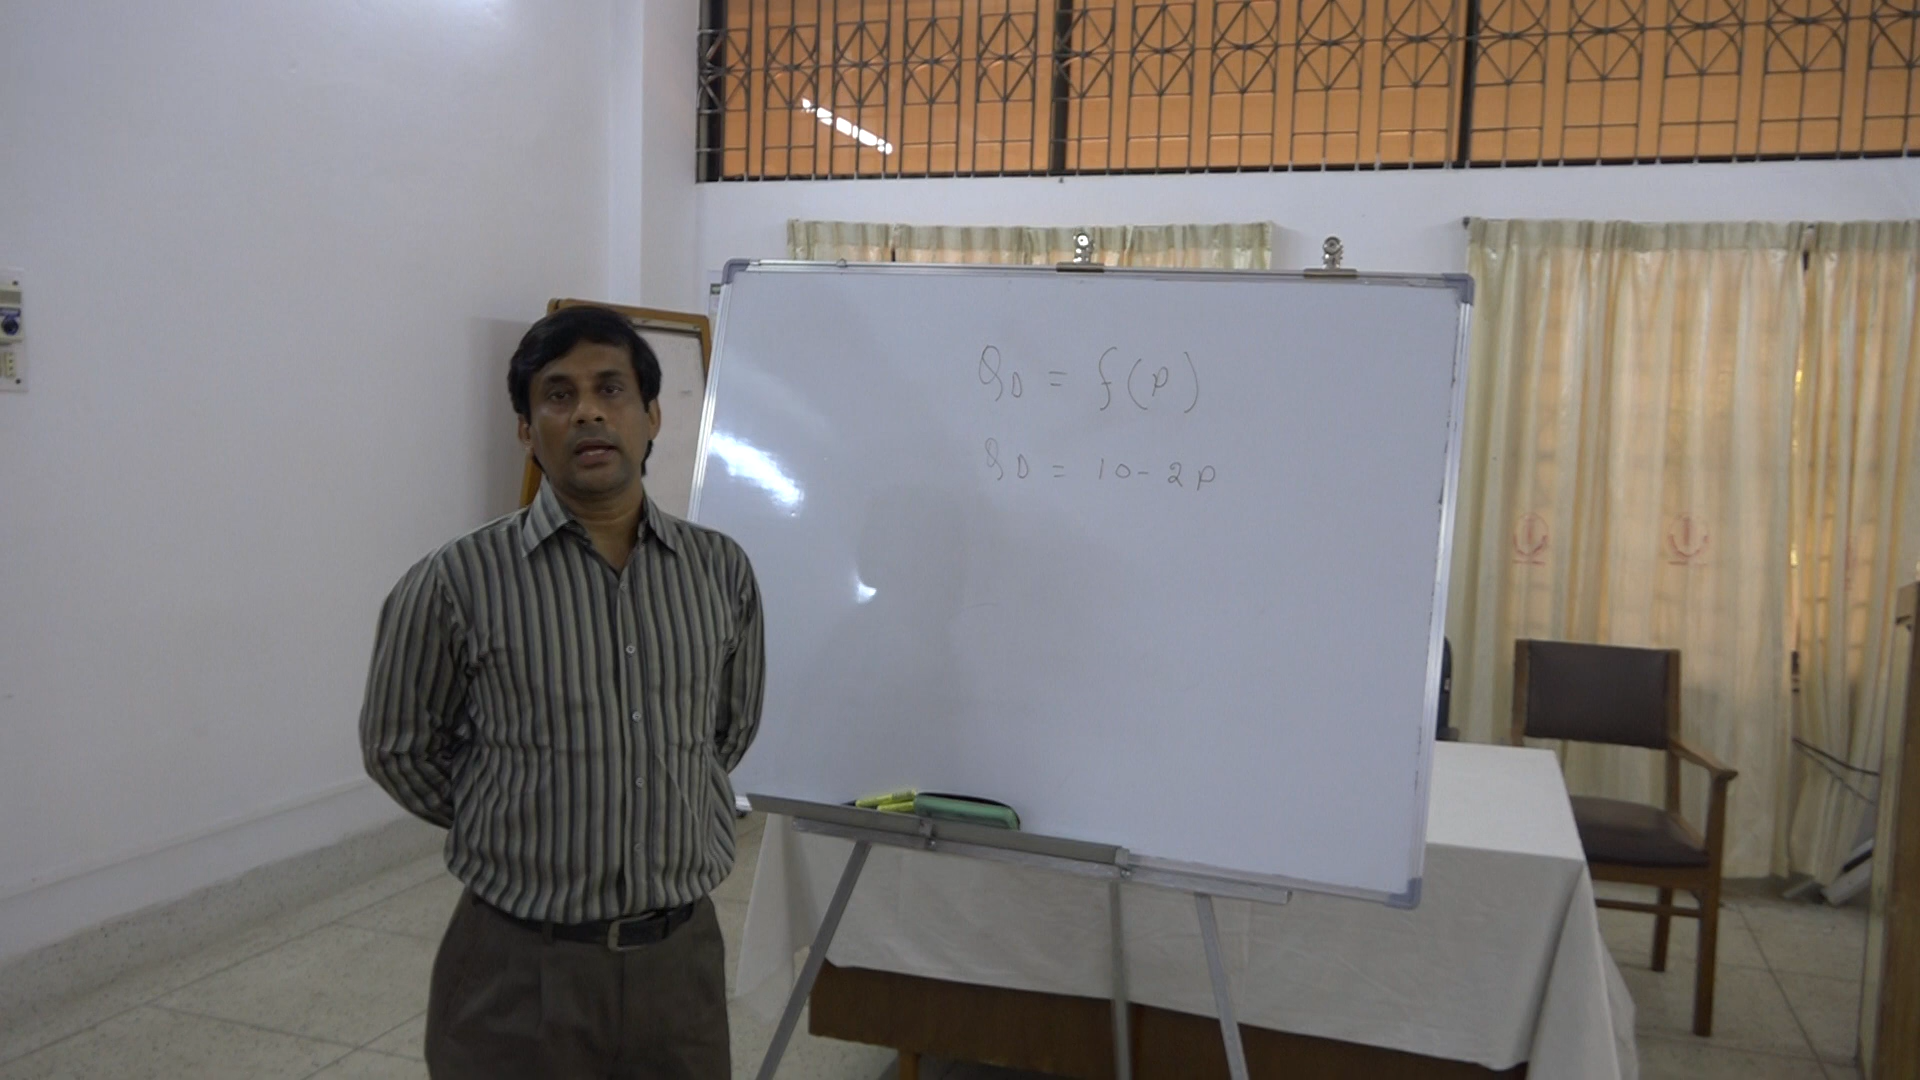 QD = f(P)
QD = 10-2P